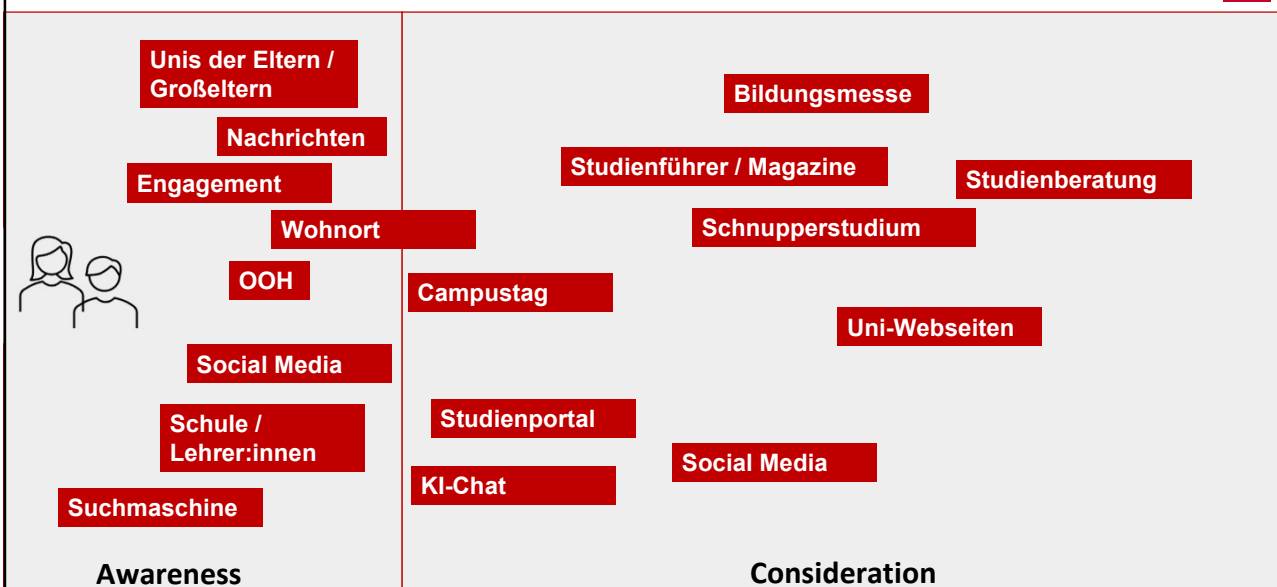 Unis der Eltern /
Großeltern
Nachrichten
Engagement
Wohnort
OOH
Social Media
Schule /
Lehrer:innen
Suchmaschine
Awareness
Bildungsmesse
Studienführer / Magazine
Studienberatung
Schnupperstudium
Campustag
Uni-Webseiten
Studienportal
Social Media
KI-Chat
Consideration